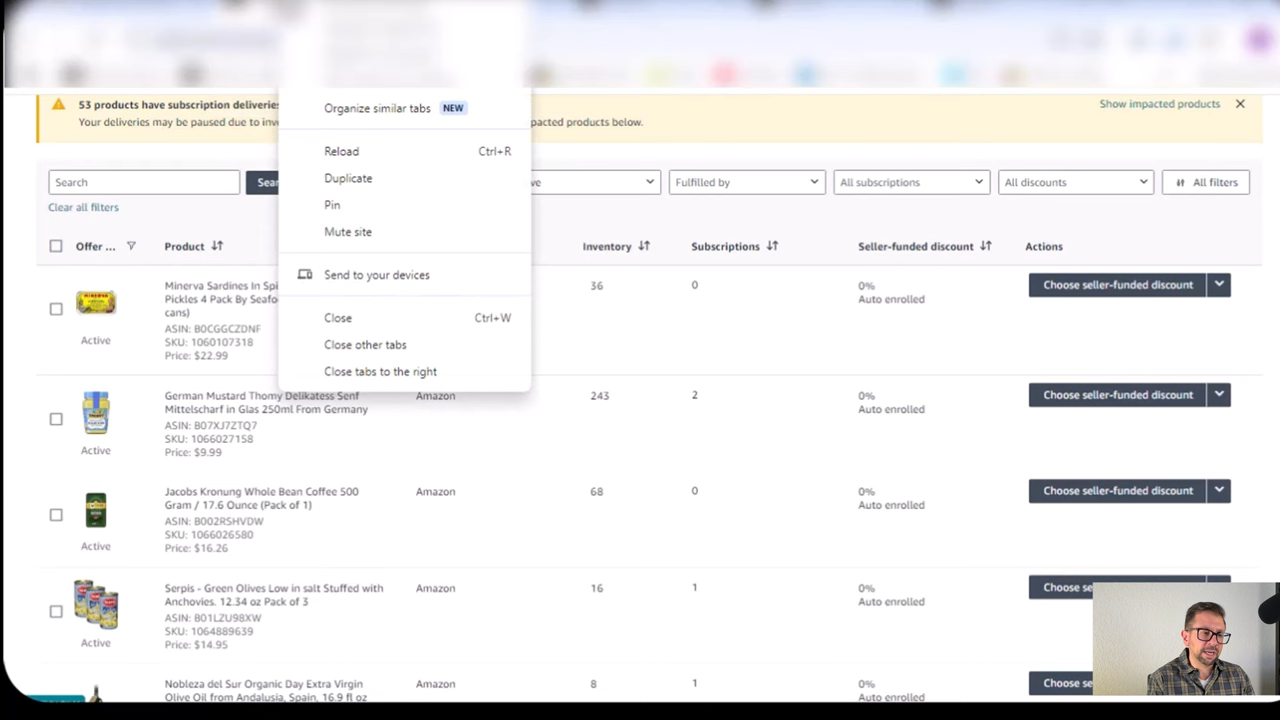 53 products have subscription deliveries
Your deliveries may be paused due to inv
pacted products below.
Show impacted products
Organize similar tabs NEW
Reload Ctrl+R
Duplicate
Pin
Mute site
Send to your devices
Close Ctrl+W
Close other tabs
Close tabs to the right
Search
Sear
ve
Fulfilled by
All subscriptions
All discounts
All filters
Clear all filters
Offer ... Product Inventory Subscriptions Seller-funded discount Actions
Minerva Sardines In Spi
Pickles 4 Pack By Seafo
cans)
ASIN: B0CGGCZDNF
SKU: 1060107318
Price: $22.99
Active
36
0
0%
Auto enrolled
Choose seller-funded discount
German Mustard Thomy Delikatess Senf
Mittelscharf in Glas 250ml From Germany
ASIN: B07XJ7ZTQ7
SKU: 1066027158
Price: $9.99
Active
Amazon
243
2
0%
Auto enrolled
Choose seller-funded discount
Jacobs Kronung Whole Bean Coffee 500
Gram / 17.6 Ounce (Pack of 1)
ASIN: B002RSHVDW
SKU: 1066026580
Price: $16.26
Active
Amazon
68
0
0%
Auto enrolled
Choose seller-funded discount
Serpis - Green Olives Low in salt Stuffed with
Anchovies. 12.34 oz Pack of 3
ASIN: B01LZU98XW
SKU: 1064889639
Price: $14.95
Active
Amazon
16
1
0%
Auto enrolled
Choose se
Nobleza del Sur Organic Day Extra Virgin
Olive Oil from Andalusia, Spain, 16.9 fl oz
Amazon
8
1
0%
Auto enrolled
Choose se